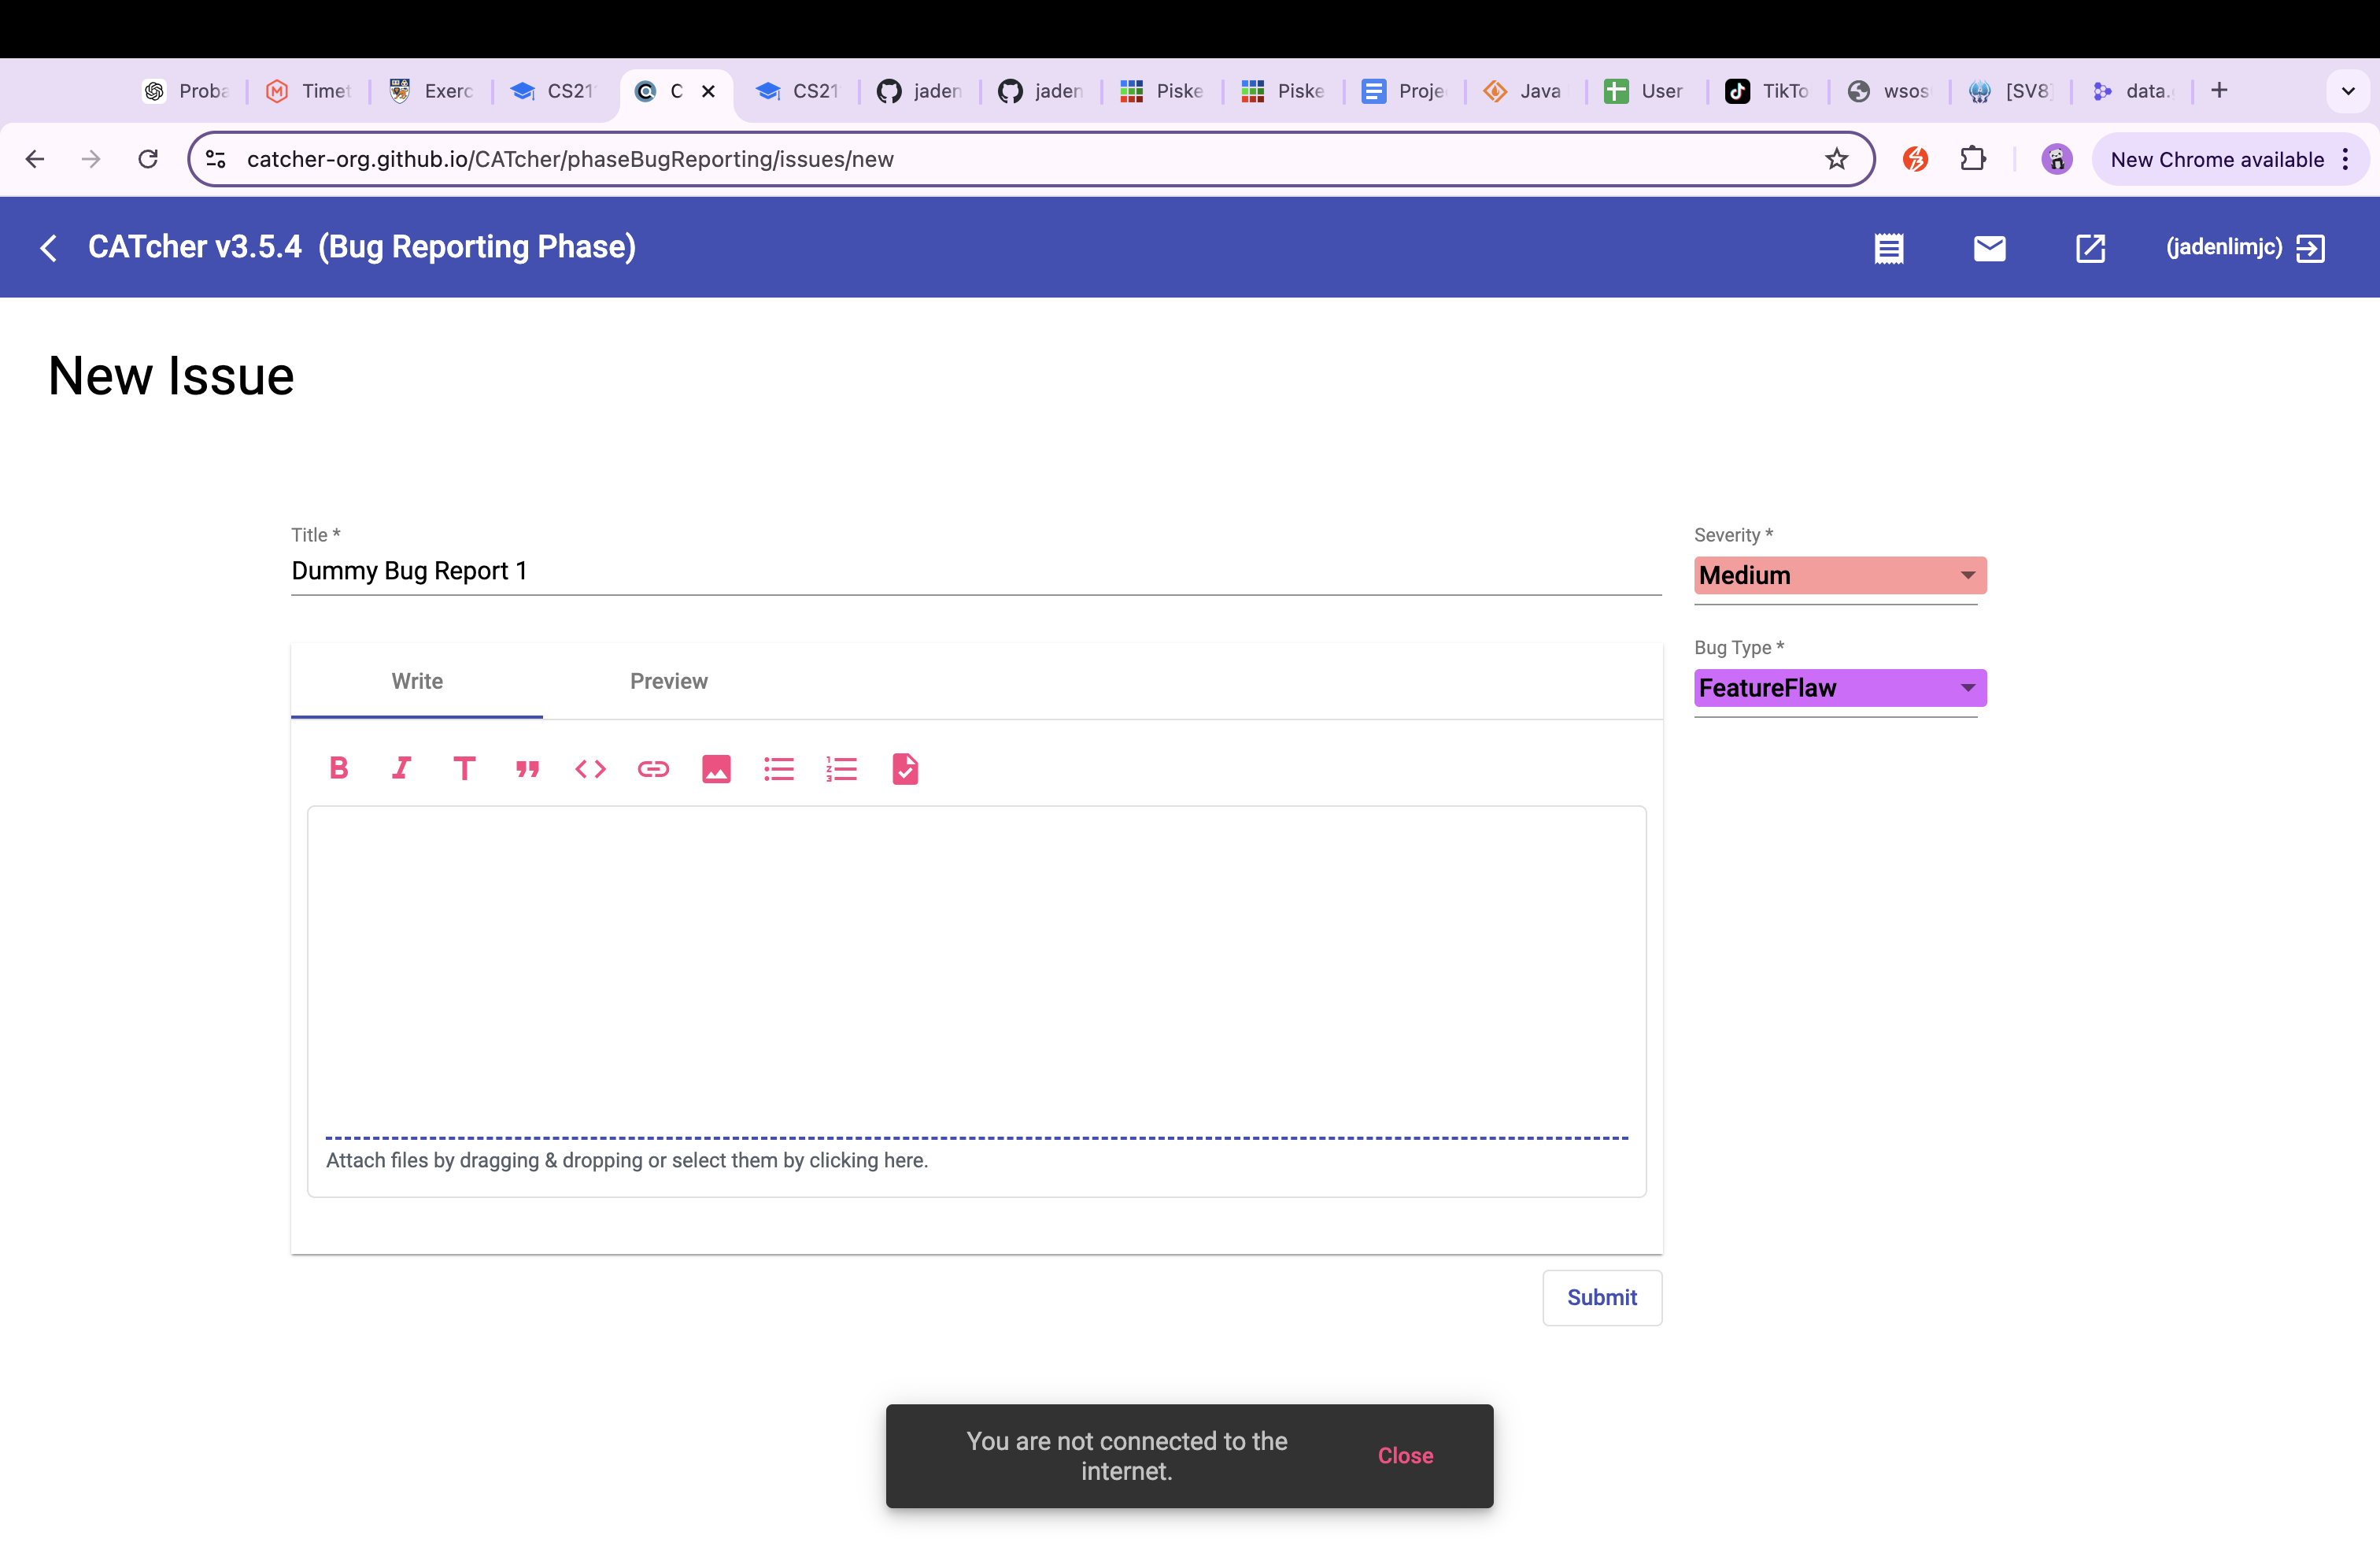 Proba
Timet
Exerc
CS21
C
CS21
jaden
jaden
Piske
Piske
Proje
Java
User
TikTo
wsos
[SV8]
data.
catcher-org.github.io/CATcher/phaseBugReporting/issues/new
New Chrome available
CATcher v3.5.4 (Bug Reporting Phase)
(jadenlimjc)
New Issue
Title *
Dummy Bug Report 1
Severity *
Medium
Bug Type *
FeatureFlaw
Write
Preview
Attach files by dragging & dropping or select them by clicking here.
Submit
You are not connected to the
internet.
Close